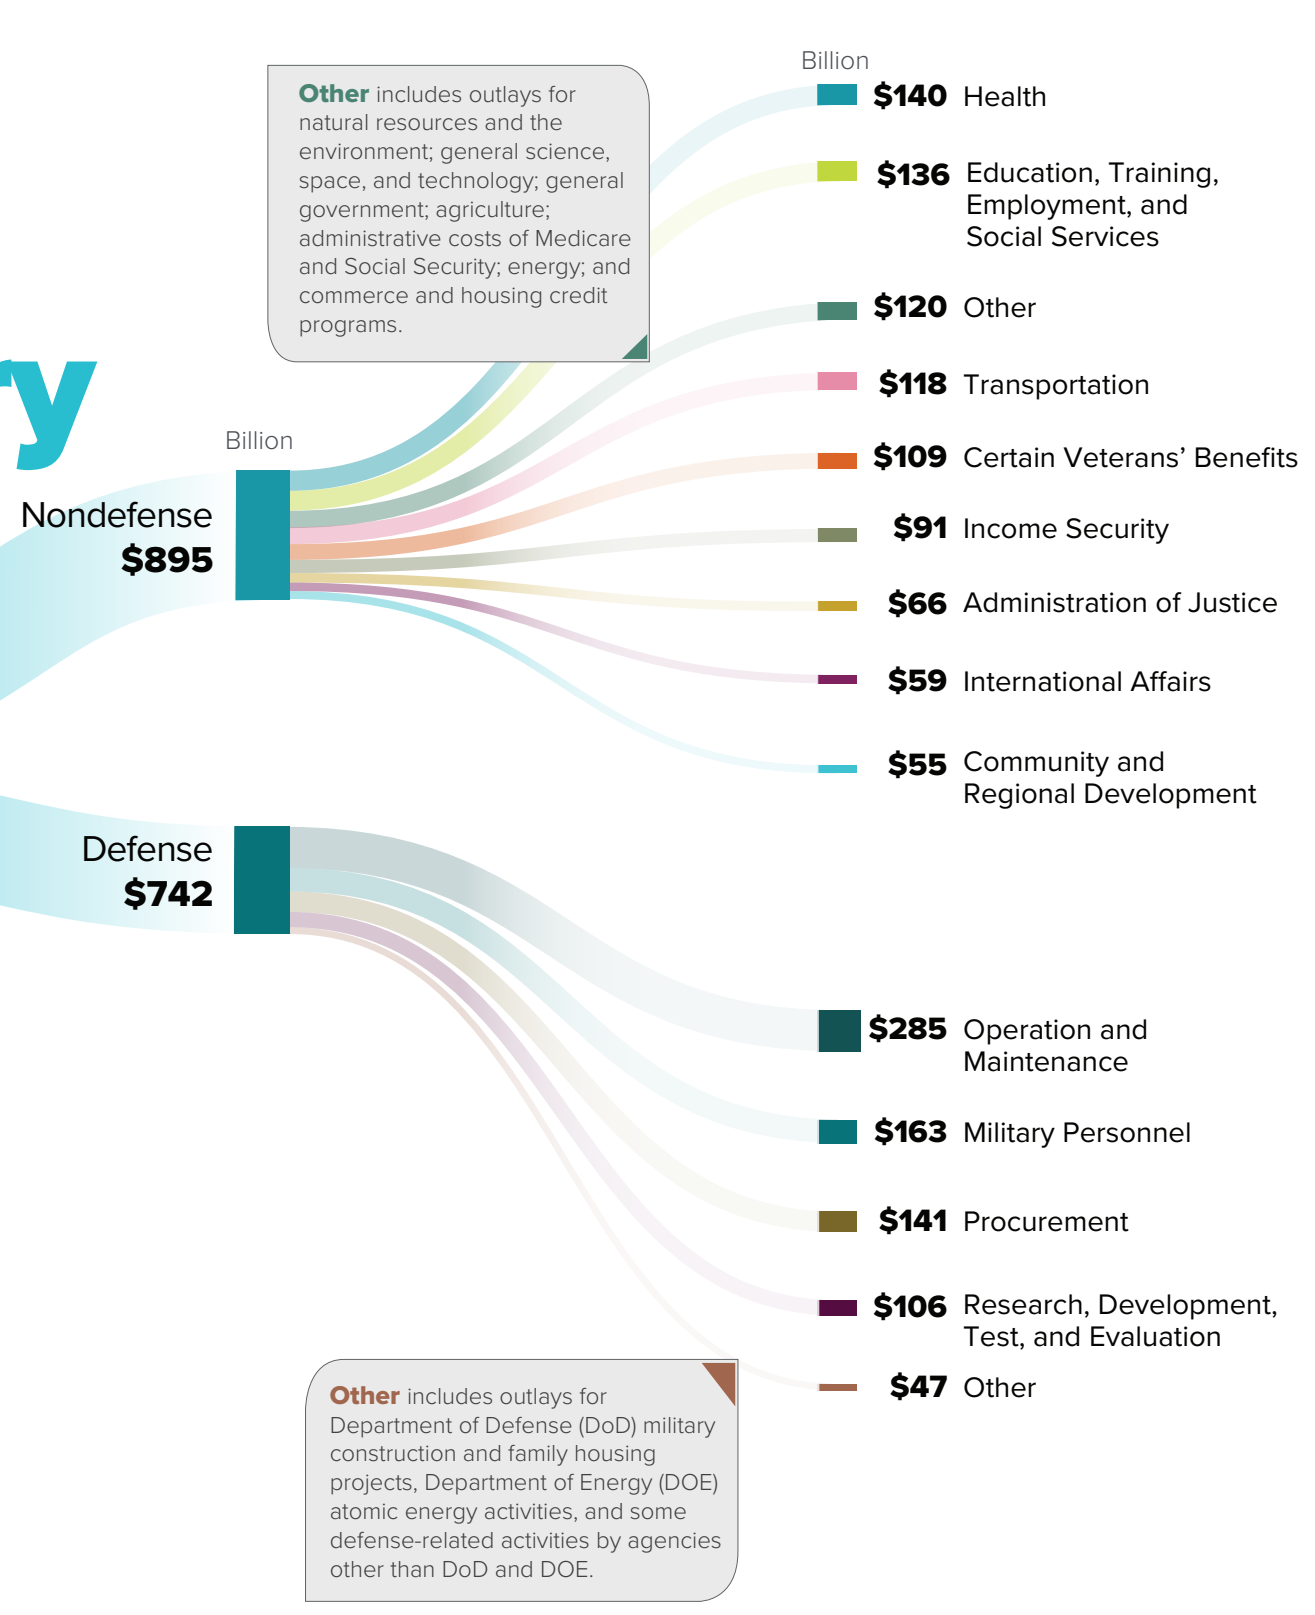 Billion
Other includes outlays for
natural resources and the
environment; general science,
space, and technology; general
government; agriculture;
administrative costs of Medicare
and Social Security; energy; and
commerce and housing credit
programs.
$140 Health
$136 Education, Training,
Employment, and
Social Services
$120 Other
$118 Transportation
$109 Certain Veterans’ Benefits
$91 Income Security
$66 Administration of Justice
$59 International Affairs
$55 Community and
Regional Development
ry
Billion
Nondefense
$895
Defense
$742
$285 Operation and
Maintenance
$163 Military Personnel
$141 Procurement
$106 Research, Development,
Test, and Evaluation
$47 Other
Other includes outlays for
Department of Defense (DoD) military
construction and family housing
projects, Department of Energy (DOE)
atomic energy activities, and some
defense-related activities by agencies
other than DoD and DOE.